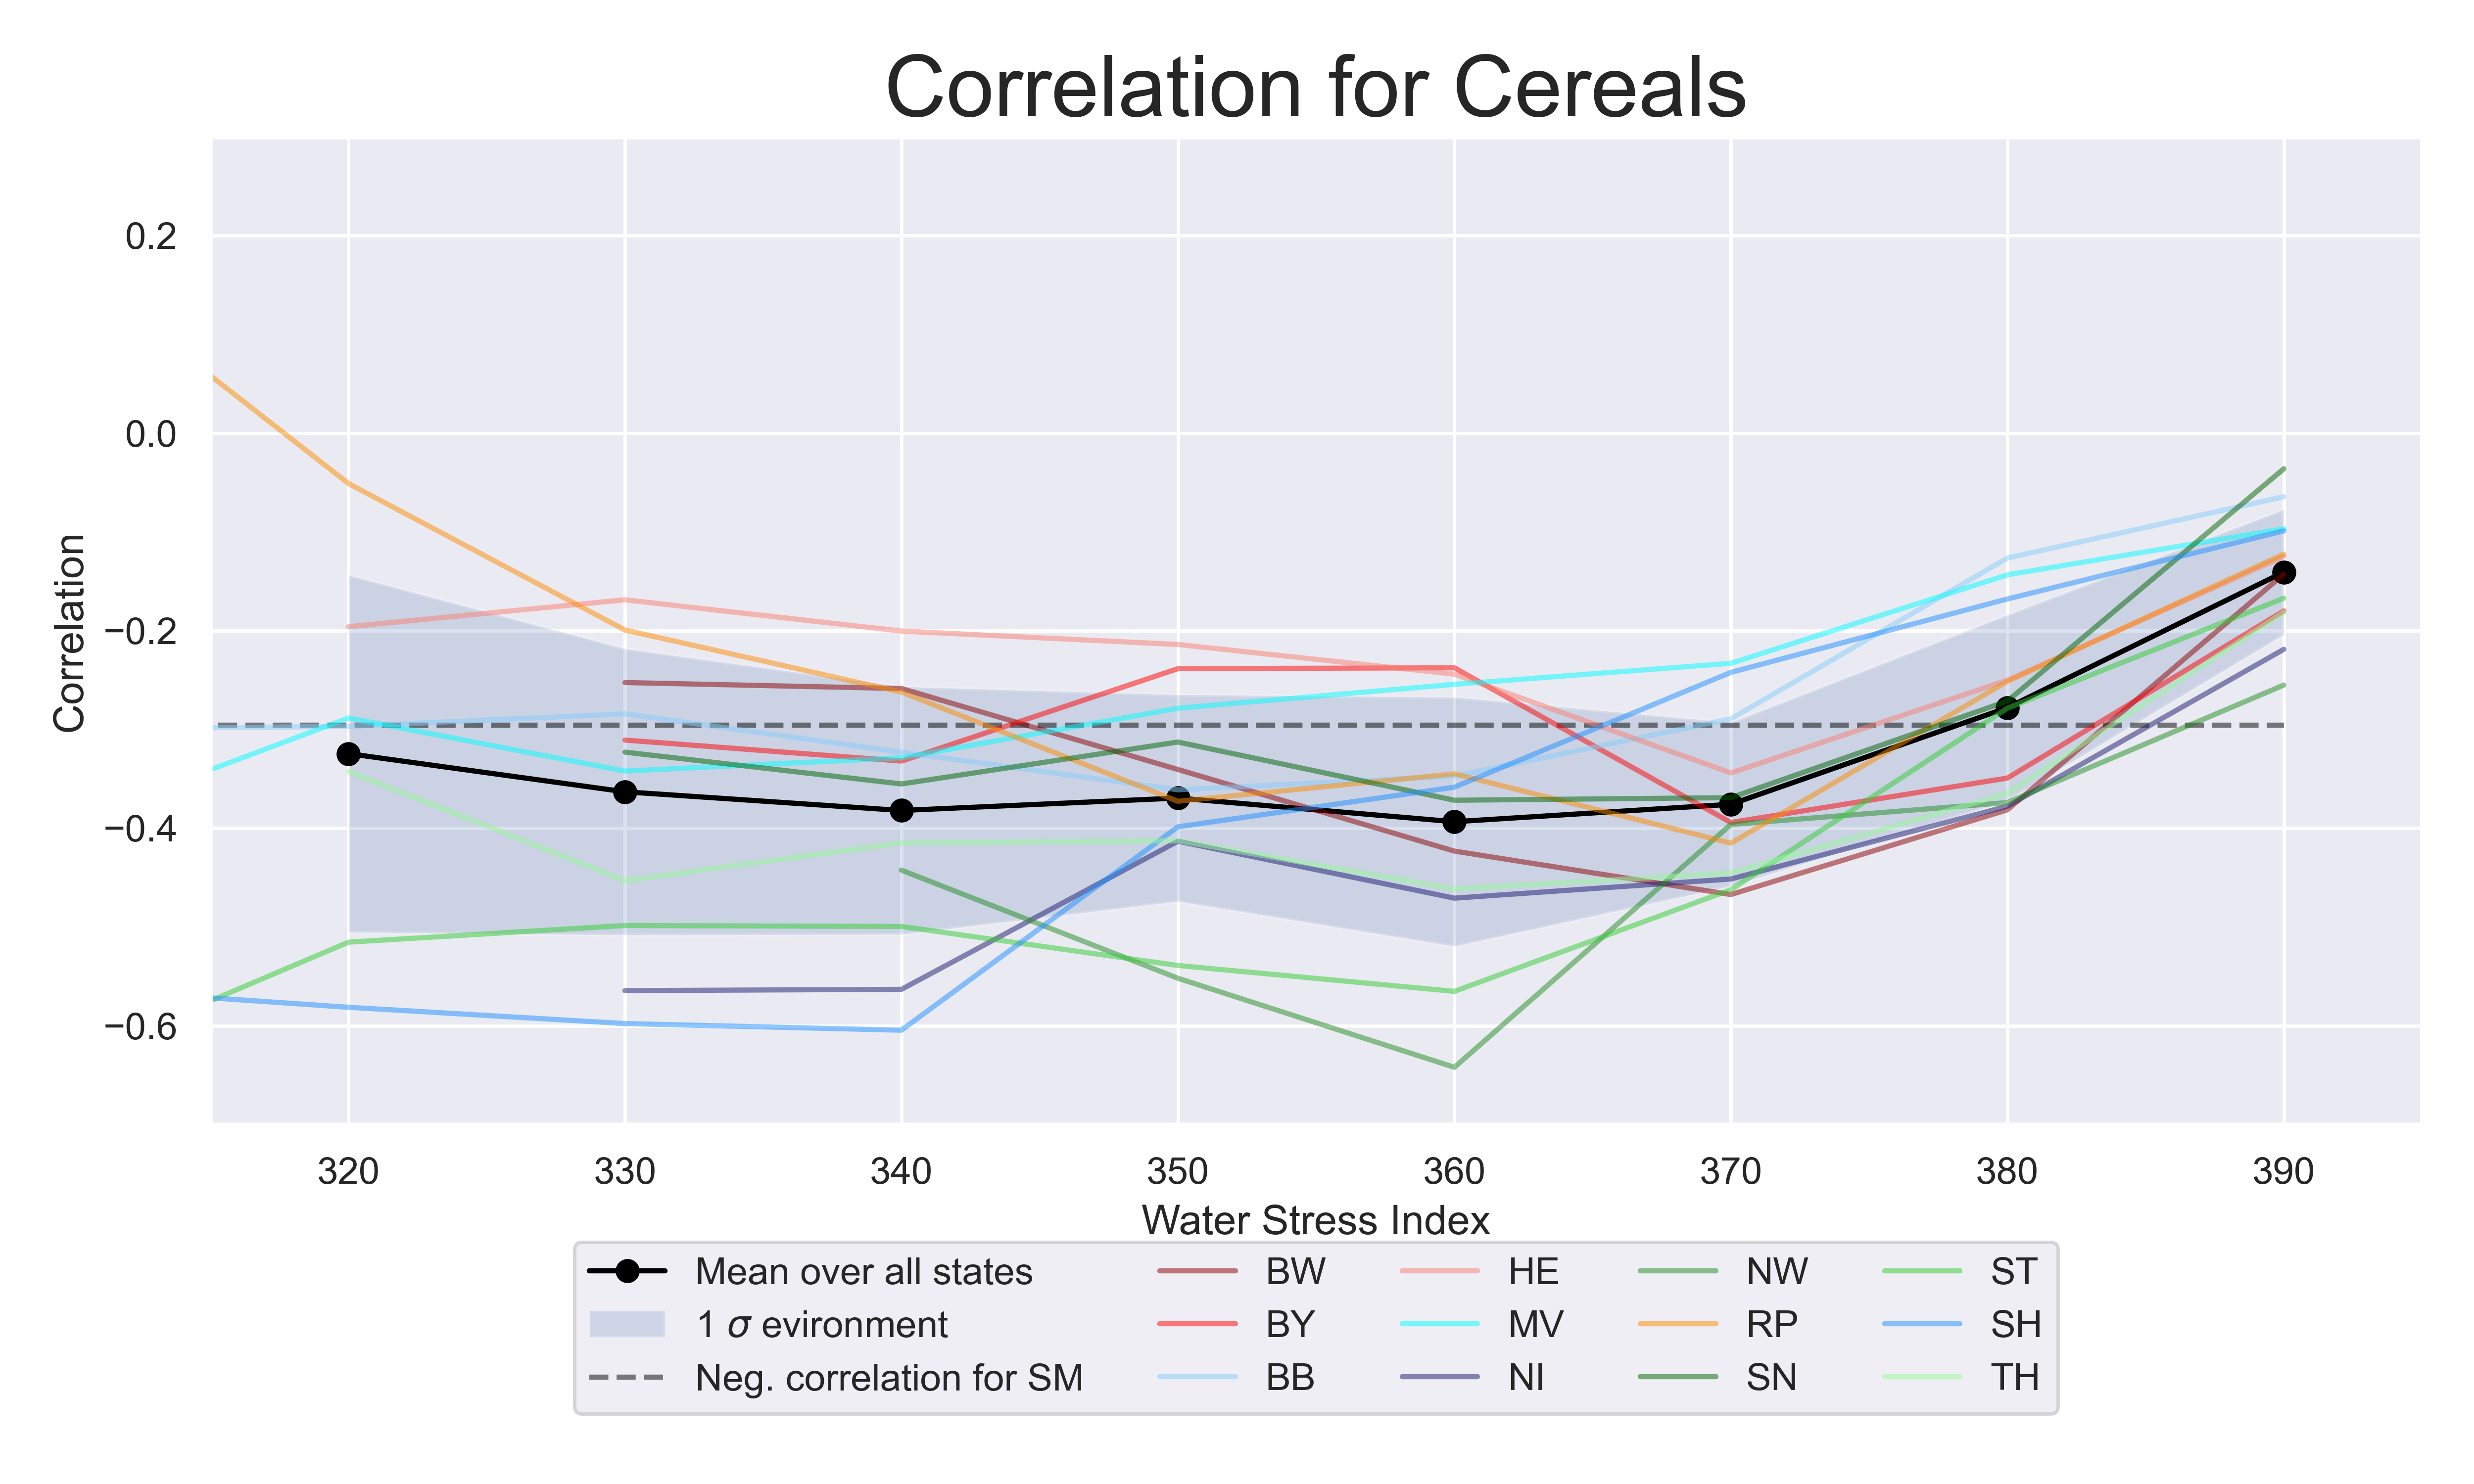 Correlation for Cereals
Correlation
0.2
0.0
−0.2
−0.4
−0.6
320 330 340 350 360 370 380 390
Water Stress Index
Mean over all states BW HE NW ST
1 σ evironment BY MV RP SH
Neg. correlation for SM BB NI SN TH